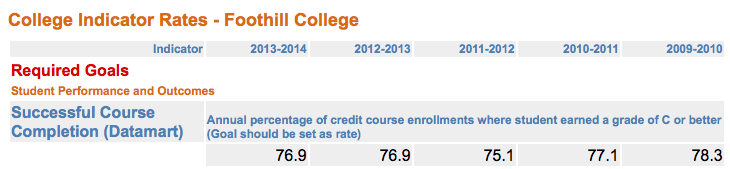 College Indicator Rates - Foothill College
Indicator 2013-2014 2012-2013 2011-2012 2010-2011 2009-2010
Required Goals
Student Performance and Outcomes
Successful Course
Completion (Datamart)
Annual percentage of credit course enrollments where student earned a grade of C or better
(Goal should be set as rate)
76.9 76.9 75.1 77.1 78.3